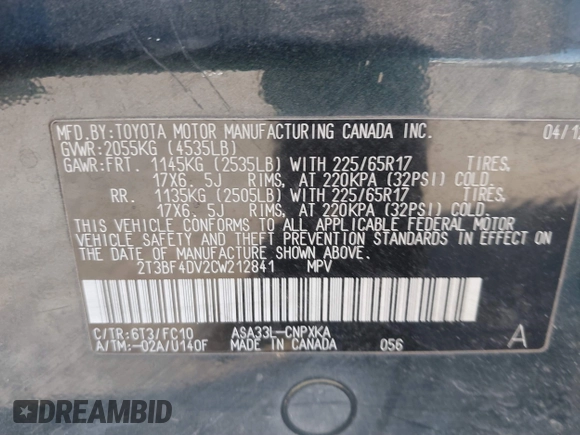 MFD.BY:TOYOTA MOTOR MANUFACTURING CANADA INC. 04/1
GVWR:2055KG (4535LB)
GAWR:FRT. 1145KG (2535LB) WITH 225/65R17
17X6. 5J RIMS, AT 220KPA (32PSI) COLD.
RR. 1135KG (2505LB) WITH 225/65R17
17X6. 5J RIMS, AT 220KPA (32PSI) COLD.
THIS VEHICLE CONFORMS TO ALL APPLICABLE FEDERAL MOTOR
VEHICLE SAFETY AND THEFT PREVENTION STANDARDS IN EFFECT ON
THE DATE OF MANUFACTURE SHOWN ABOVE.
2T3BF4DV2CW212841 MPV
C/TR:6T3/FC10 ASA33L-CNPXKA A
A/TM:-02A/U140F MADE IN CANADA 056
DREAMBID